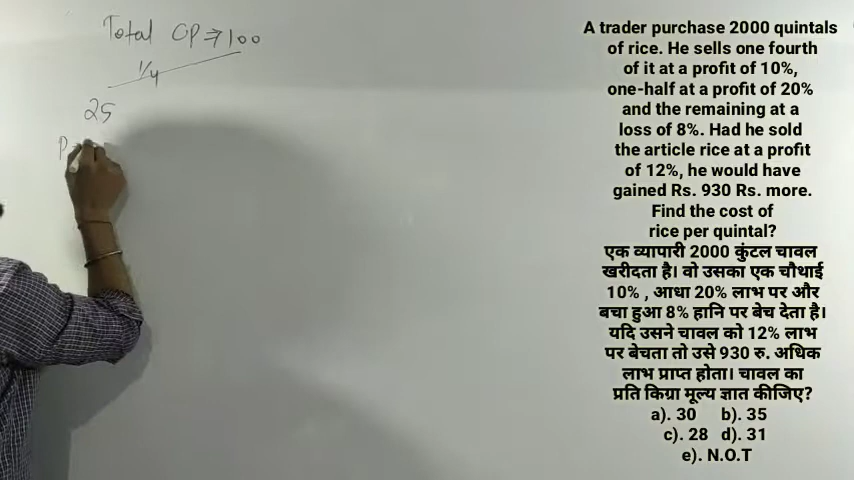 Total CP ⇒ 100
1/4
25
P
A trader purchase 2000 quintals
of rice. He sells one fourth
of it at a profit of 10%,
one-half at a profit of 20%
and the remaining at a
loss of 8%. Had he sold
the article rice at a profit
of 12%, he would have
gained Rs. 930 Rs. more.
Find the cost of
rice per quintal?
एक व्यापारी 2000 कुंटल चावल
खरीदता है। वो उसका एक चौथाई
10% , आधा 20% लाभ पर और
बचा हुआ 8% हानि पर बेच देता है।
यदि उसने चावल को 12% लाभ
पर बेचता तो उसे 930 रु. अधिक
लाभ प्राप्त होता। चावल का
प्रति किग्रा मूल्य ज्ञात कीजिए?
a). 30 b). 35
c). 28 d). 31
e). N.O.T